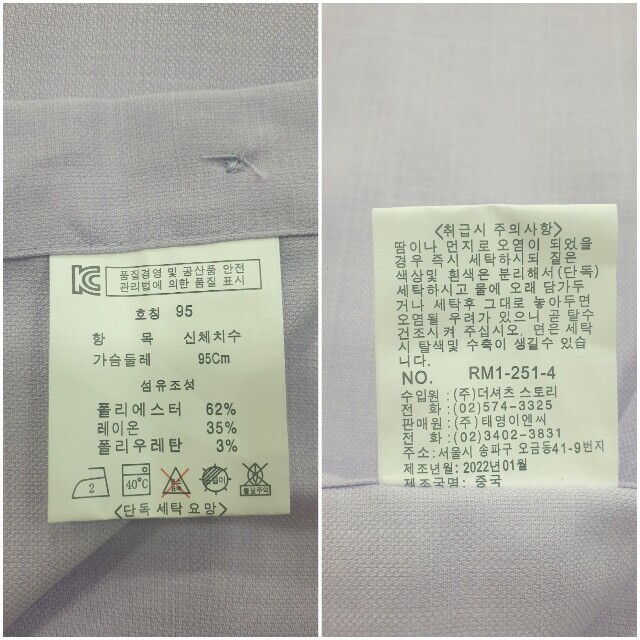 품질경영 및 공산품 안전
관리법에 의한 품질 표시
호칭 95
항 목 신체치수
가슴둘레 95Cm
섬유조성
폴리에스터 62%
레이온 35%
폴리우레탄 3%
2 40℃
<단독 세탁 요망>
<취급시 주의사항>
땀이나 먼지로 오염이 되었을
경우 즉시 세탁하시되 짙은
색상및 흰색은 분리해서(단독)
세탁하시고 물에 오래 담가두
거나 세탁후 그대로 놓아두면
오염될 우려가 있으니 곧 탈수
건조시켜 주십시오. 면은 세탁
시 탈색및 수축이 생길수 있습
니다.
NO. RM1-251-4
수입원 : (주)더셔츠 스토리
전 화 : (02)574-3325
판매원 : (주)태영이엔씨
전 화 : (02)3402-3831
주소:서울시 송파구 오금동41-9번지
제조년월: 2022년01월
제조국명: 중국